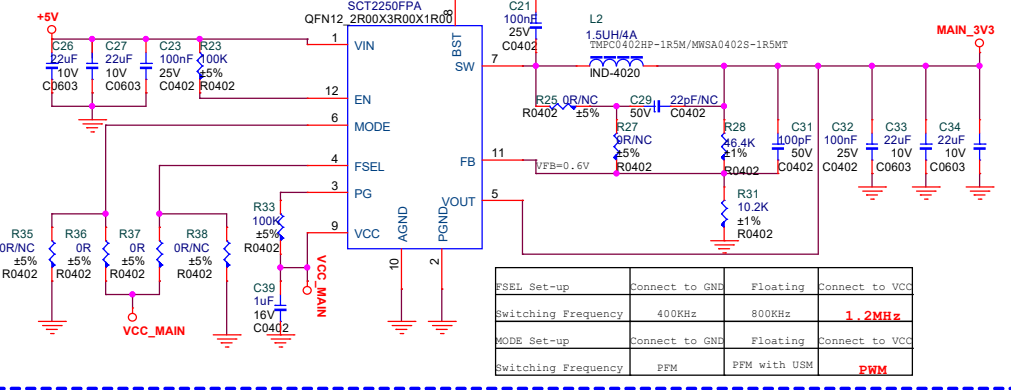 SCT2250FPA
QFN12_2R00X3R00X1R00
+5V
C26
22uF
10V
C0603
C27
22uF
10V
C0603
C23
100nF
25V
C0402
R23
100K
±5%
R0402
1
VIN
12
EN
6
MODE
4
FSEL
3
PG
9
VCC
8
BST
7
SW
11
FB
5
VOUT
10
AGND
2
PGND
C21
100nF
25V
C0402
L2
1.5UH/4A
TMPC0402HP-1R5M/MWSA0402S-1R5MT
IND-4020
MAIN_3V3
R25 0R/NC
R0402 ±5%
C29 22pF/NC
50V C0402
R27
0R/NC
±5%
R0402
R28
46.4K
±1%
R0402
C31
100pF
50V
C0402
C32
100nF
25V
C0402
C33
22uF
10V
C0603
C34
22uF
10V
C0603
VFB=0.6V
R31
10.2K
±1%
R0402
R33
100K
±5%
R0402
R35
0R/NC
±5%
R0402
R36
0R
±5%
R0402
R37
0R
±5%
R0402
R38
0R/NC
±5%
R0402
VCC_MAIN
C39
1uF
16V
C0402
VCC_MAIN
FSEL Set-up Connect to GND Floating Connect to VCC
Switching Frequency 400KHz 800KHz 1.2MHz
MODE Set-up Connect to GND Floating Connect to VCC
Switching Frequency PFM PFM with USM PWM